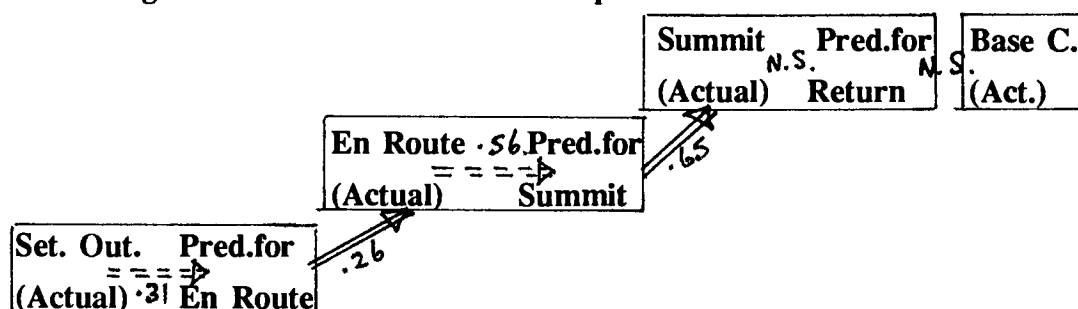 Summit N.S. Pred.for N.S. Base C.
(Actual) Return (Act.)
En Route .56 Pred.for
.65
(Actual) Summit
Set. Out. Pred.for
.26
(Actual) .31 En Route